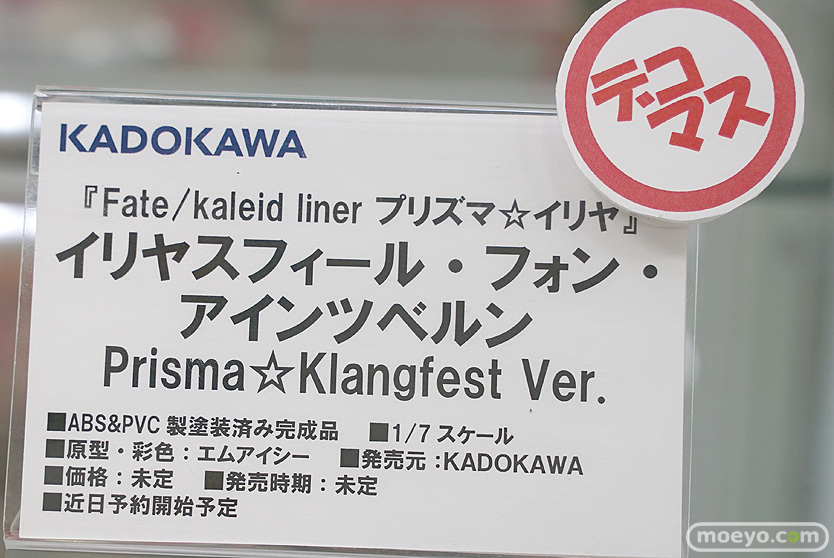 KADOKAWA
デコ
マス
『Fate/kaleid liner プリズマ☆イリヤ』
イリヤスフィール・フォン・
アインツベルン
Prisma☆Klangfest Ver.
■ABS&PVC 製塗装済み完成品 ■1/7 スケール
■原型・彩色：エムアイシー ■発売元：KADOKAWA
■価格：未定 ■発売時期：未定
■近日予約開始予定
moeyo.com